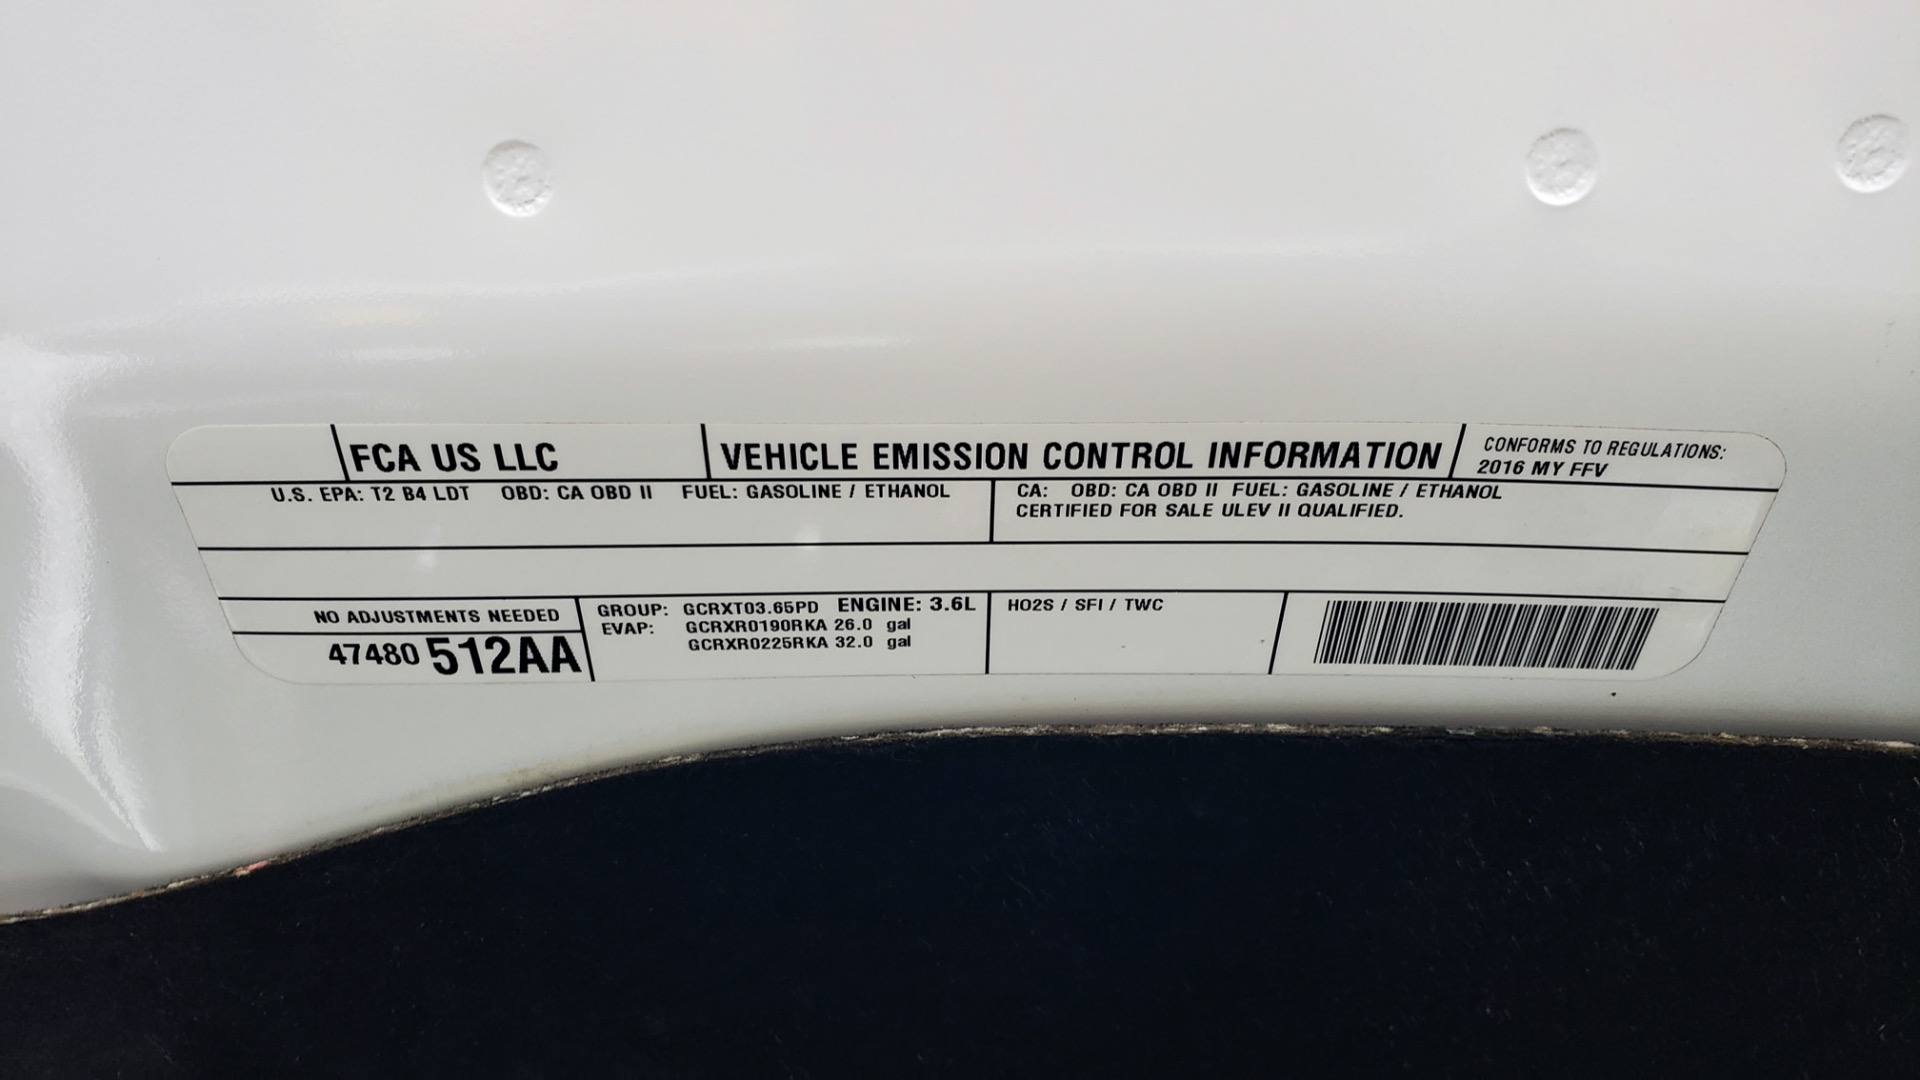 FCA US LLC
VEHICLE EMISSION CONTROL INFORMATION
CONFORMS TO REGULATIONS:
2016 MY FFV
U.S. EPA: T2 B4 LDT OBD: CA OBD II FUEL: GASOLINE / ETHANOL
CA: OBD: CA OBD II FUEL: GASOLINE / ETHANOL
CERTIFIED FOR SALE ULEV II QUALIFIED.
NO ADJUSTMENTS NEEDED
47480 512AA
GROUP: GCRXT03.65PD ENGINE: 3.6L
EVAP: GCRXR0190RKA 26.0 gal
GCRXR0225RKA 32.0 gal
HO2S / SFI / TWC